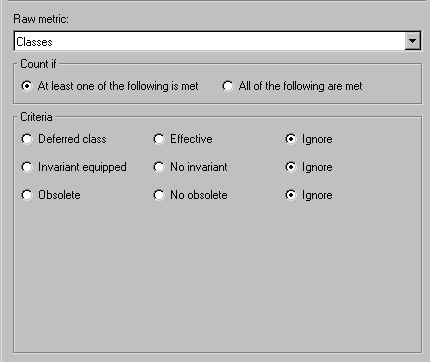 Raw metric:
Classes
Count if
At least one of the following is met All of the following are met
Criteria
Deferred class Effective Ignore
Invariant equipped No invariant Ignore
Obsolete No obsolete Ignore